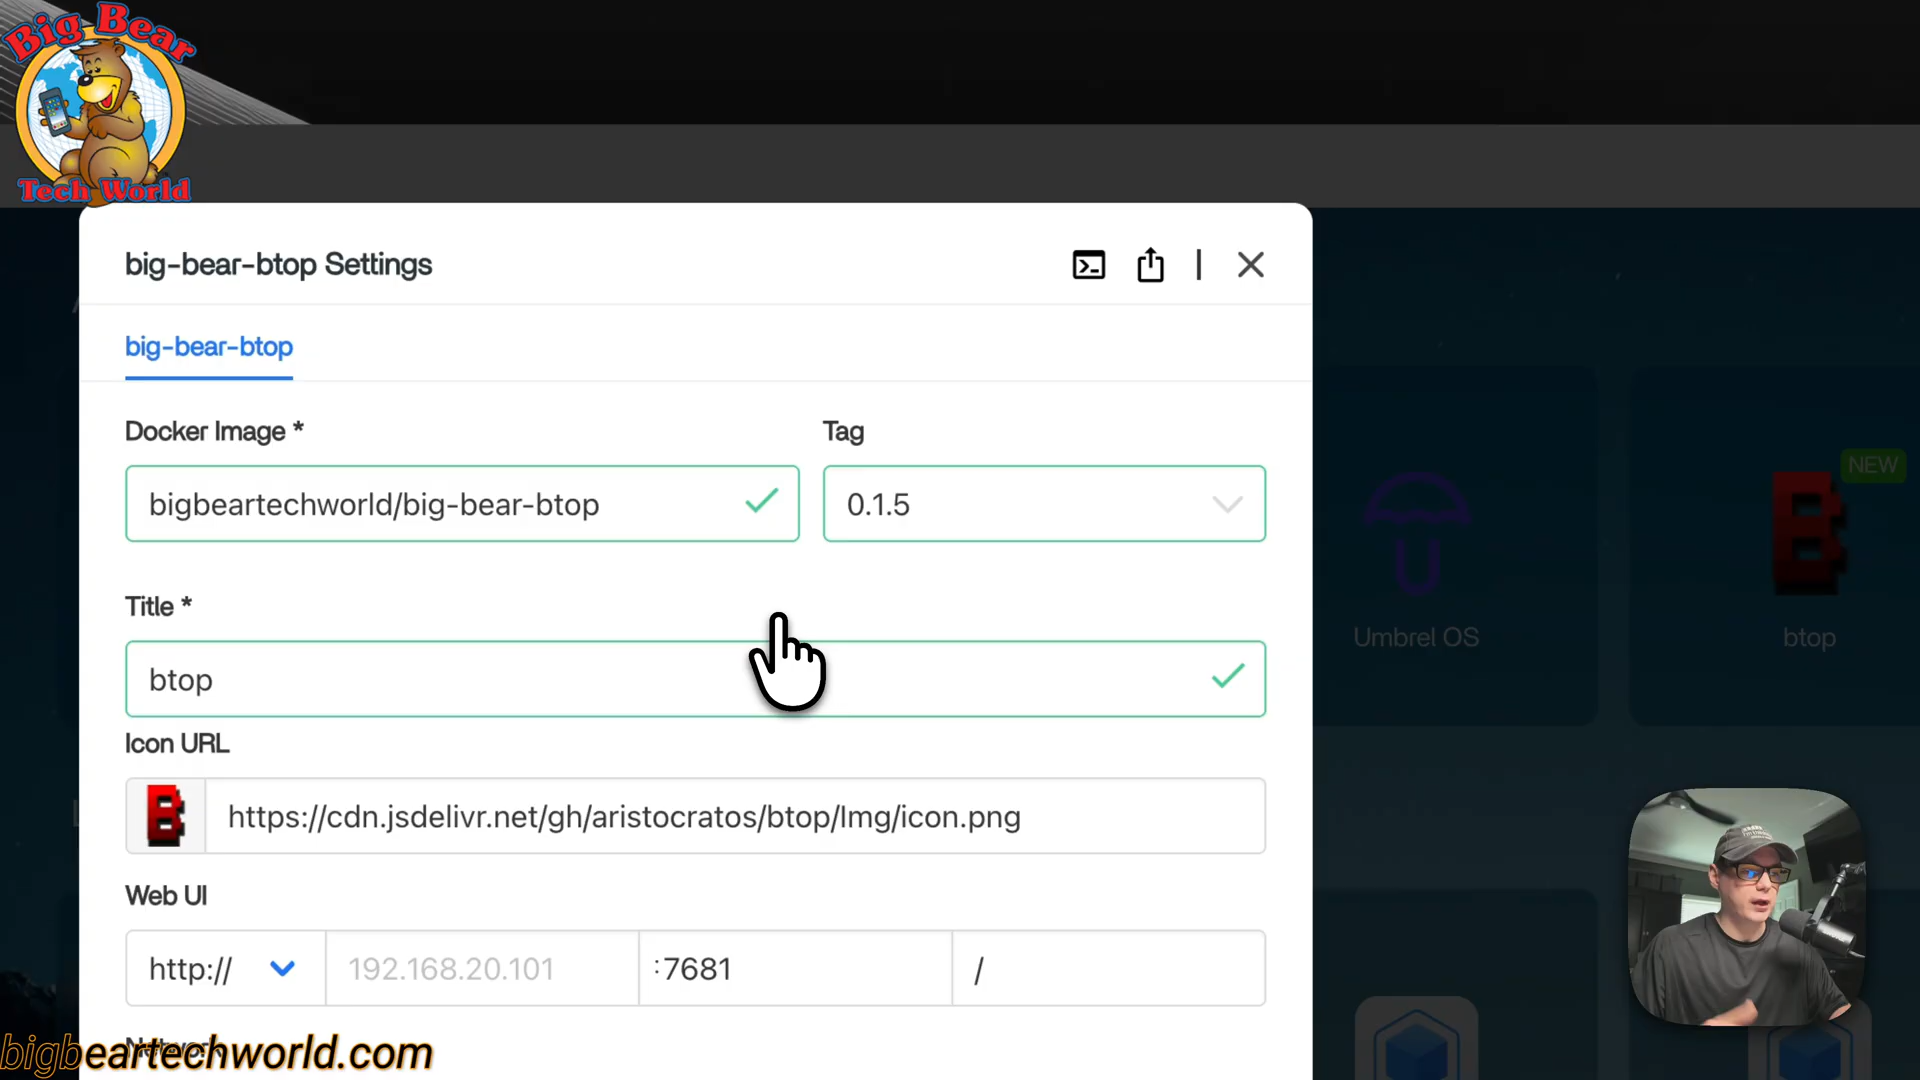 Big Bear
Tech World
big-bear-btop Settings
big-bear-btop
Docker Image *
Tag
bigbeartechworld/big-bear-btop
0.1.5
Title *
btop
Icon URL
https://cdn.jsdelivr.net/gh/aristocratos/btop/Img/icon.png
Web UI
http://
192.168.20.101
:7681
/
Network
NEW
B
Umbrel OS
btop
bigbeartechworld.com